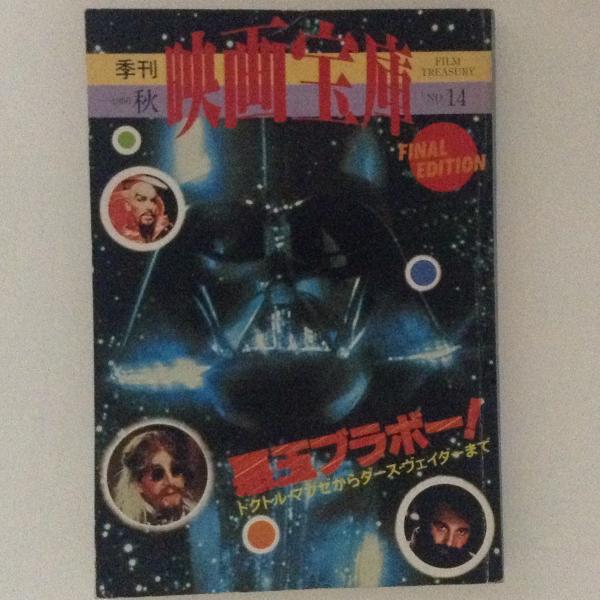 季刊
映画宝庫
FILM
TREASURY
1980 秋
NO.14
FINAL
EDITION
悪玉ブラボー!
ドクトル・マブゼからダース・ヴェイダーまで